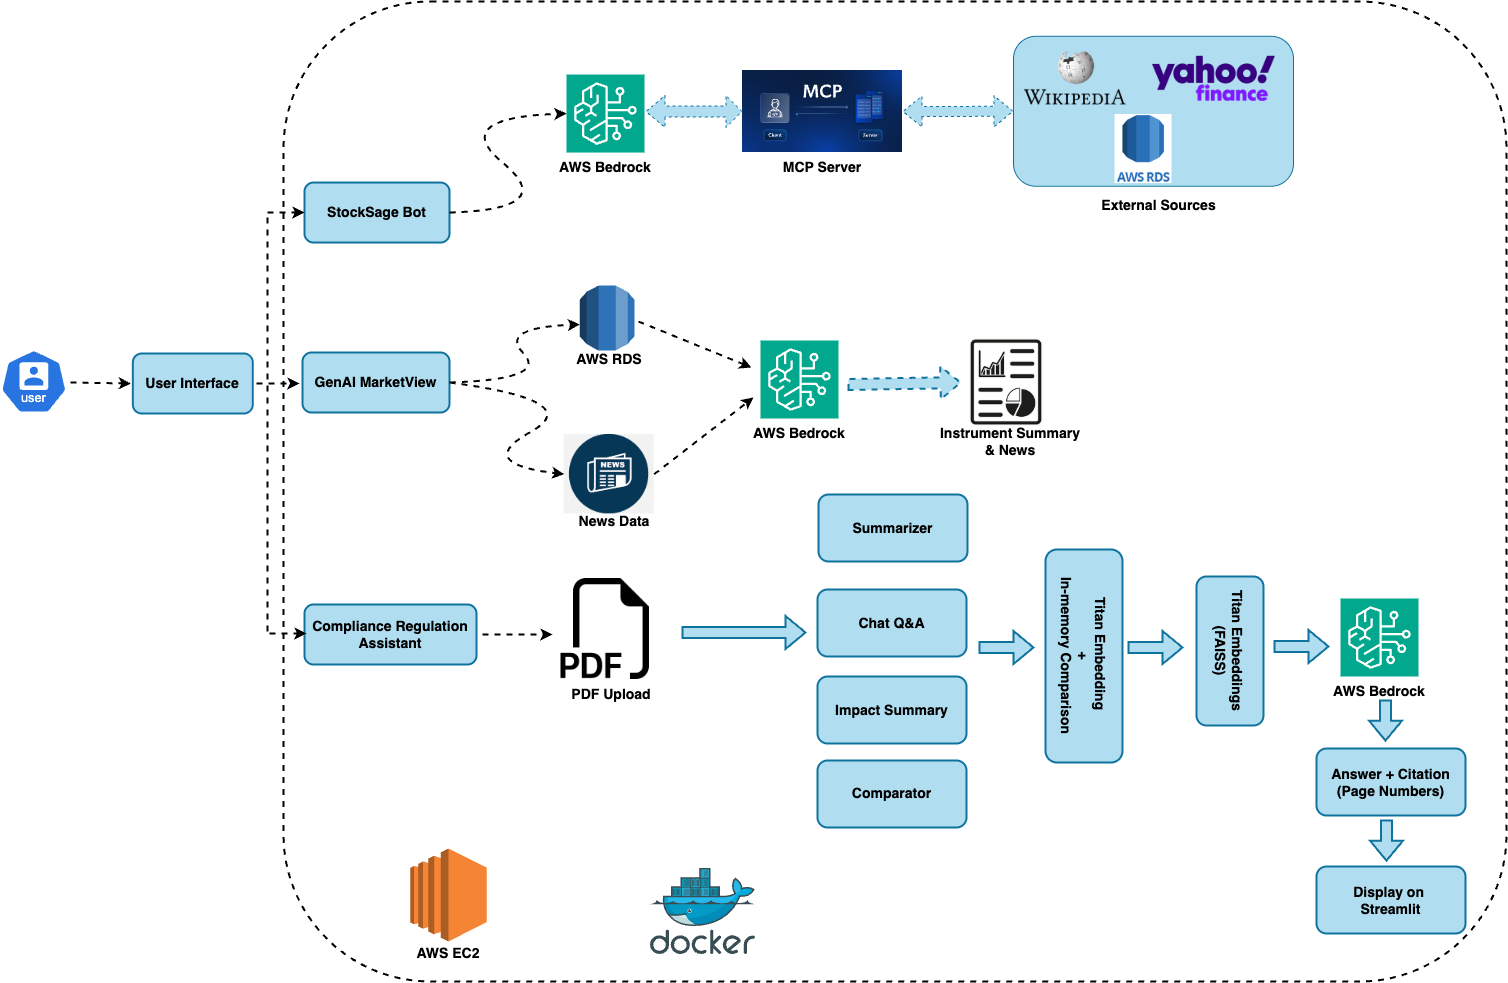 WIKIPEDIA
yahoo!
finance
MCP
Client
Server
AWS RDS
AWS Bedrock
MCP Server
External Sources
StockSage Bot
AWS RDS
user
User Interface
GenAI MarketView
AWS Bedrock
Instrument Summary
& News
NEWS
News Data
Summarizer
Compliance Regulation
Assistant
PDF
PDF Upload
Chat Q&A
Impact Summary
Comparator
Titan Embedding
+
In-memory Comparison
Titan Embeddings
(FAISS)
AWS Bedrock
Answer + Citation
(Page Numbers)
Display on
Streamlit
AWS EC2
docker